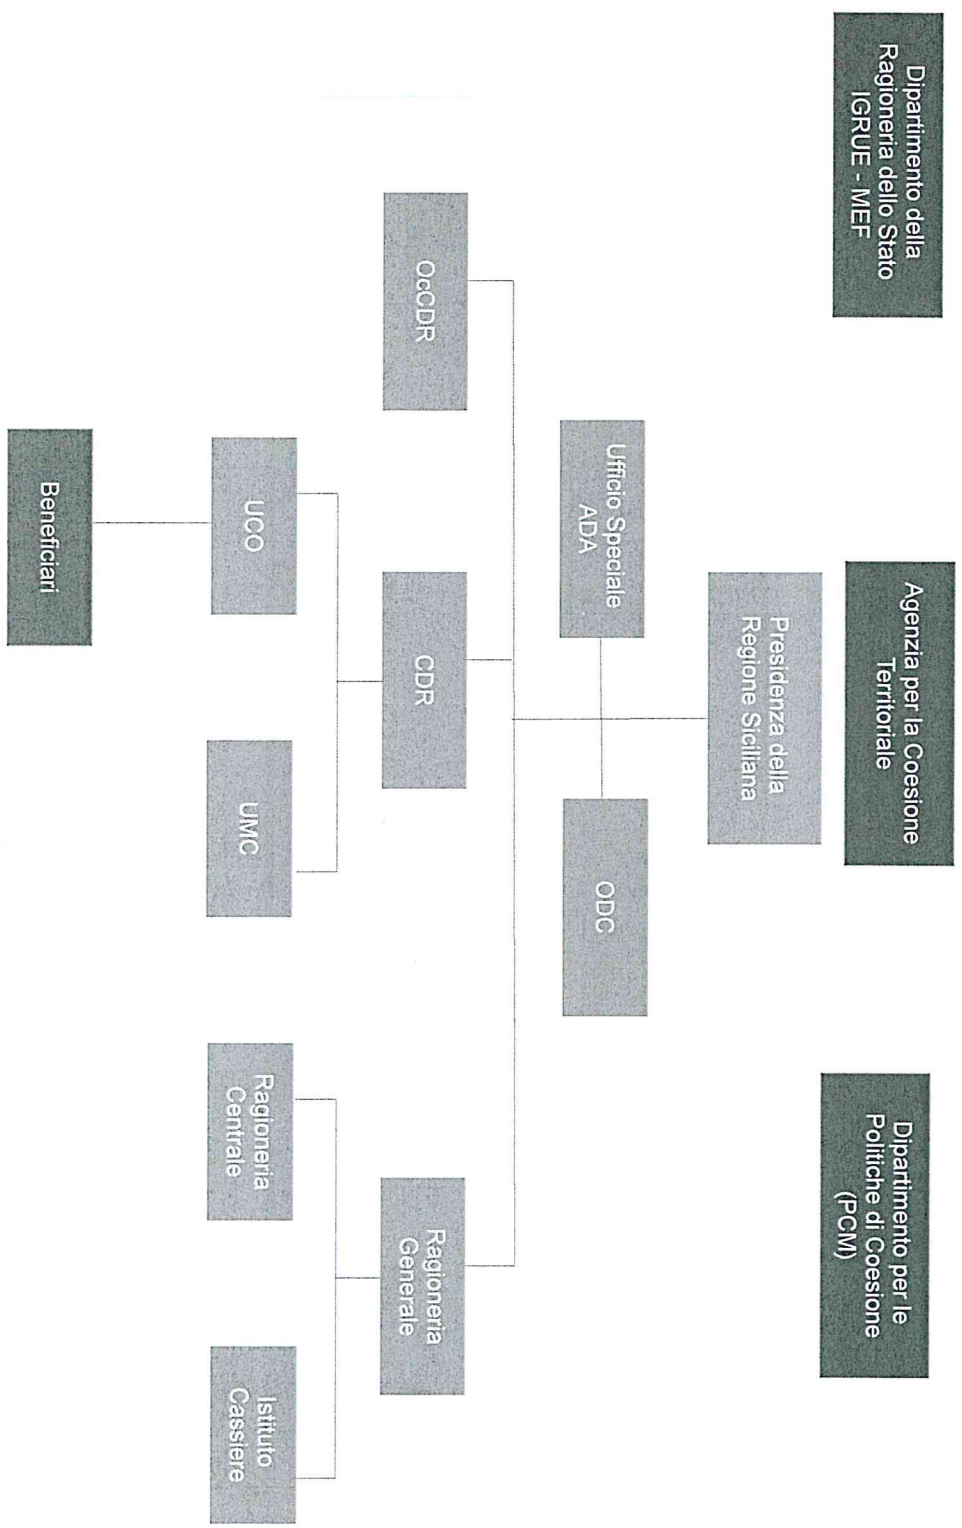 Dipartimento della
Ragioneria dello Stato
IGRUE - MEF
Agenzia per la Coesione
Territoriale
Dipartimento per le
Politiche di Coesione
(PCM)
Presidenza della
Regione Siciliana
Ufficio Speciale
ADA
ODC
OcCDR
CDR
Ragioneria
Generale
UCO
UMC
Ragioneria
Centrale
Istituto
Cassiere
Beneficiari